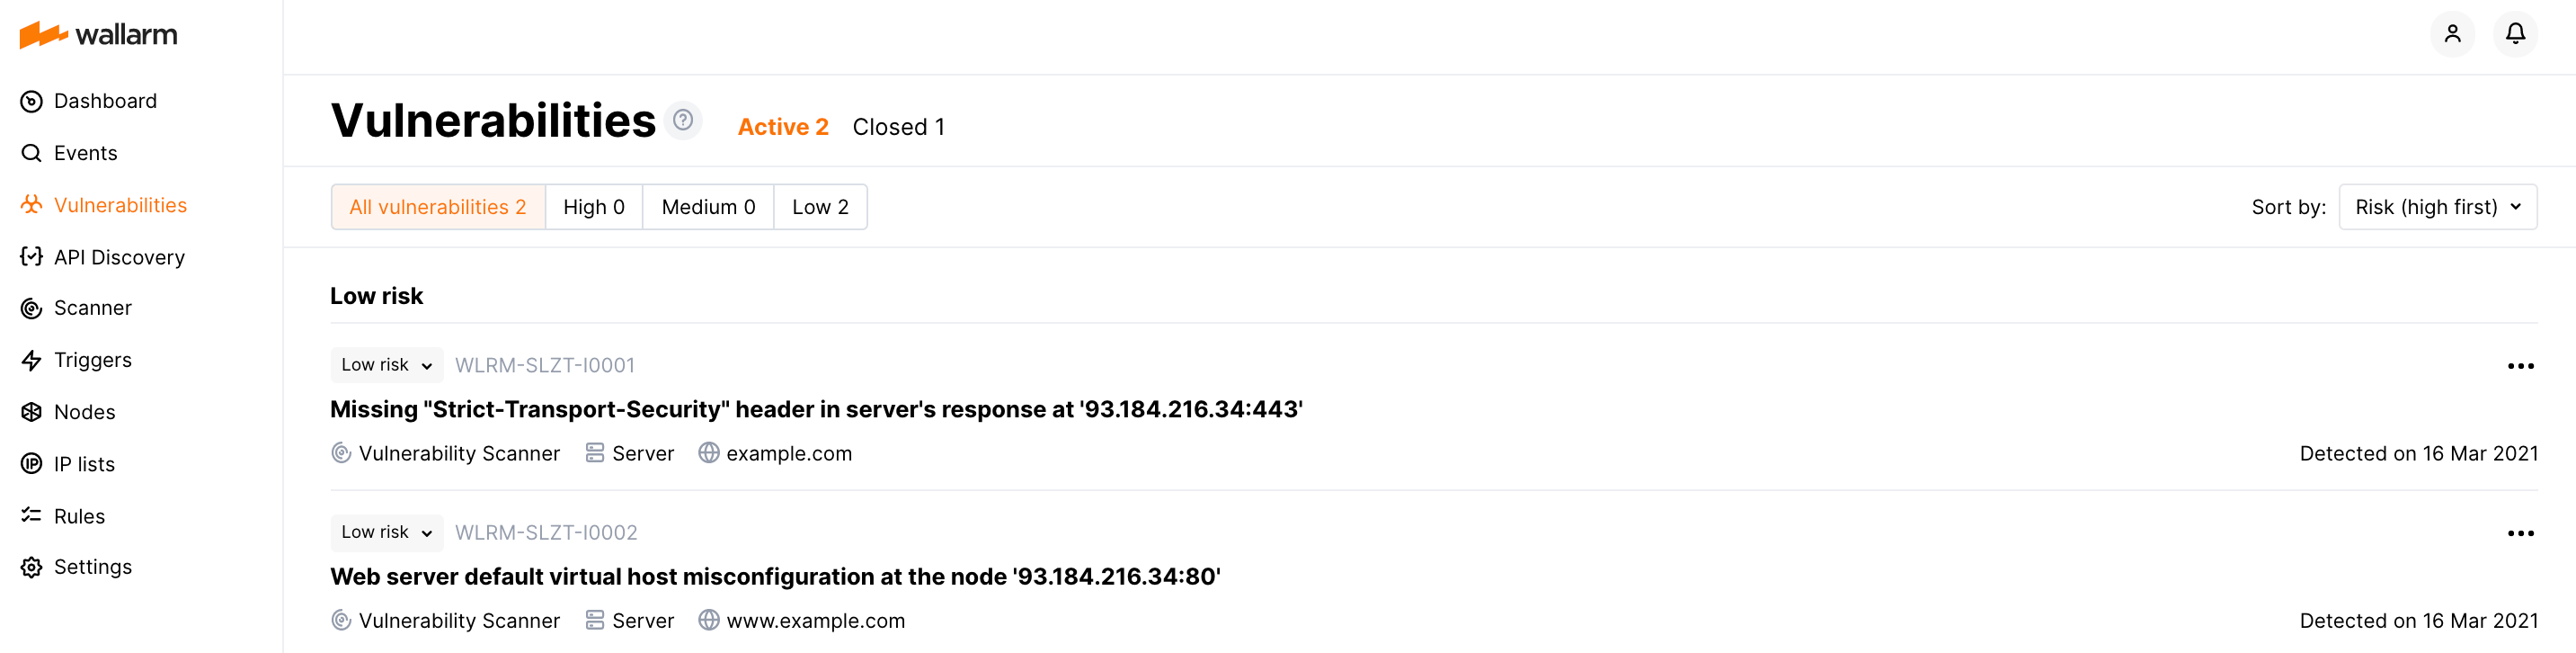 wallarm
Dashboard
Events
Vulnerabilities
API Discovery
Scanner
Triggers
Nodes
IP lists
Rules
Settings
Vulnerabilities ? Active 2 Closed 1
All vulnerabilities 2 High 0 Medium 0 Low 2 Sort by: Risk (high first)
Low risk
Low risk WLRM-SLZT-I0001
Missing "Strict-Transport-Security" header in server's response at '93.184.216.34:443'
Vulnerability Scanner Server example.com Detected on 16 Mar 2021
Low risk WLRM-SLZT-I0002
Web server default virtual host misconfiguration at the node '93.184.216.34:80'
Vulnerability Scanner Server www.example.com Detected on 16 Mar 2021